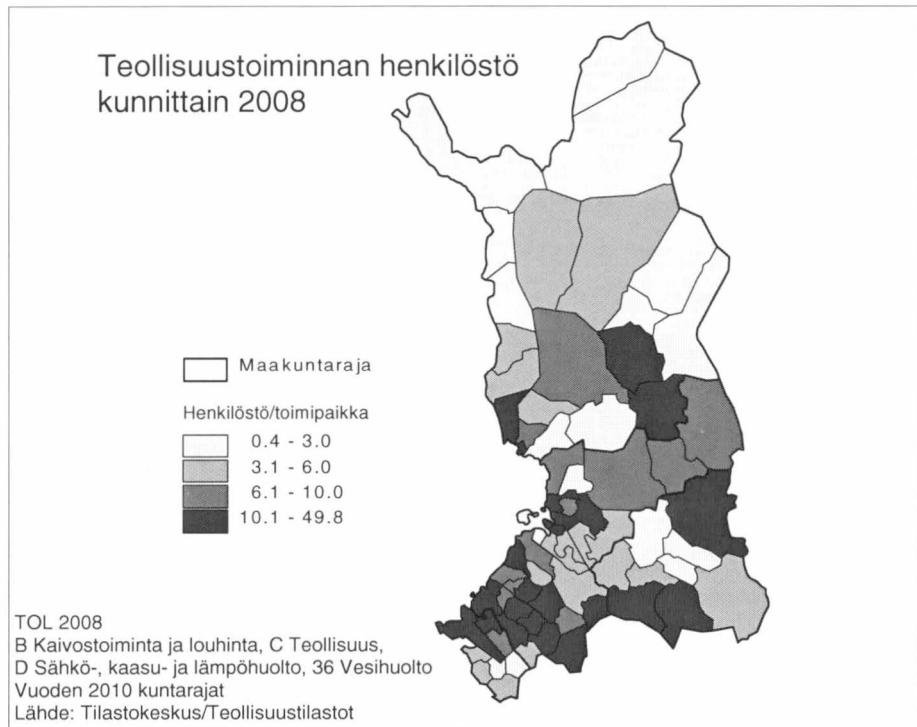 Teollisuustoiminnan henkilöstö
kunnittain 2008
Maakuntaraja
Henkilöstö/toimipaikka
0.4 - 3.0
3.1 - 6.0
6.1 - 10.0
10.1 - 49.8
TOL 2008
B Kaivostoiminta ja louhinta, C Teollisuus,
D Sähkö-, kaasu- ja lämpöhuolto, 36 Vesihuolto
Vuoden 2010 kuntarajat
Lähde: Tilastokeskus/Teollisuustilastot